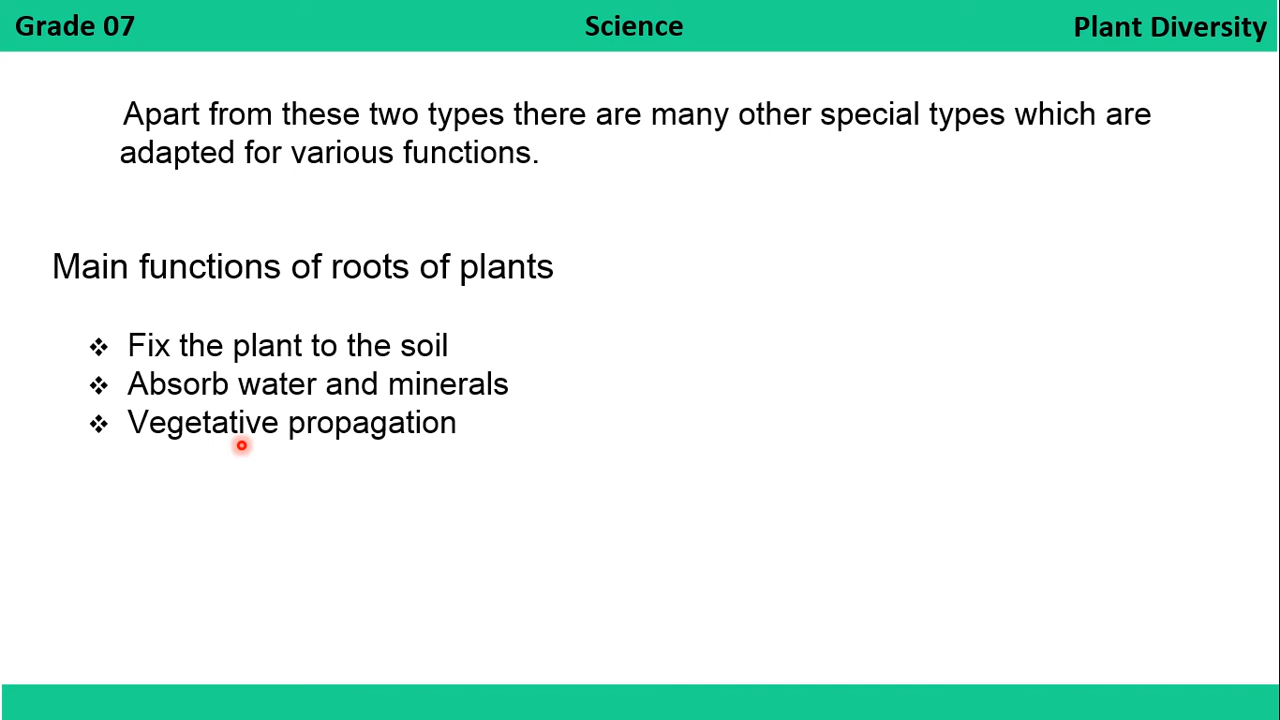 Grade 07 Science Plant Diversity
Apart from these two types there are many other special types which are
adapted for various functions.
Main functions of roots of plants
❖ Fix the plant to the soil
❖ Absorb water and minerals
❖ Vegetative propagation